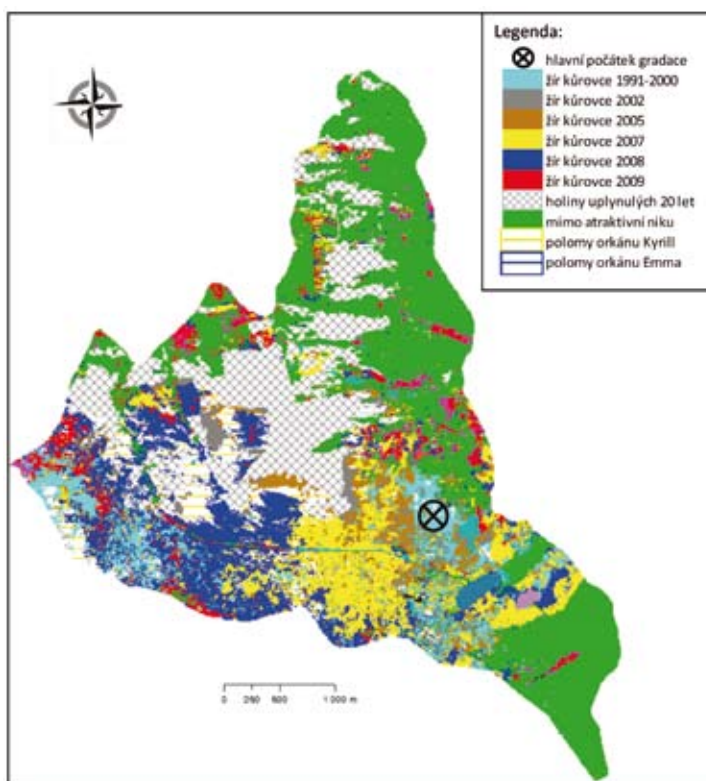 Legenda:
hlavní počátek gradace
žír kůrovce 1991-2000
žír kůrovce 2002
žír kůrovce 2005
žír kůrovce 2007
žír kůrovce 2008
žír kůrovce 2009
holiny uplynulých 20 let
mimo atraktivní niku
polomy orkánu Kyrill
polomy orkánu Emma
0 250 500 1 000 m